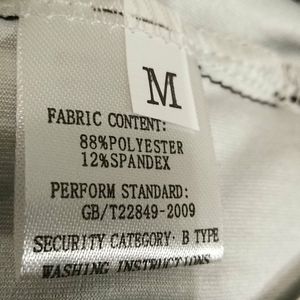 M
FABRIC CONTENT:
88%POLYESTER
12%SPANDEX
PERFORM STANDARD:
GB/T22849-2009
SECURITY CATEGORY: B TYPE
WASHING INSTRUCTIONS